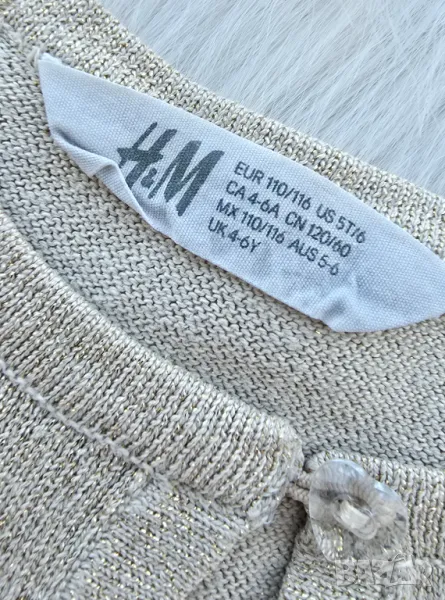 H&M
EUR 110/116 US 5T/6
CA 4-6A CN 120/60
MX 110/116 AUS 5-6
UK 4-6Y